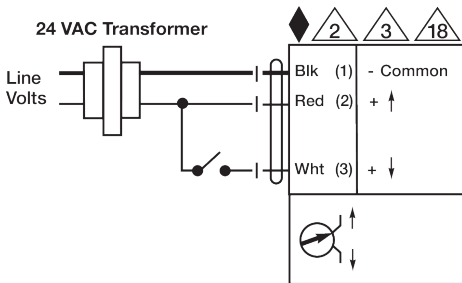 24 VAC Transformer
2 3 18
Line
Volts
Blk (1) - Common
Red (2) +
Wht (3) +